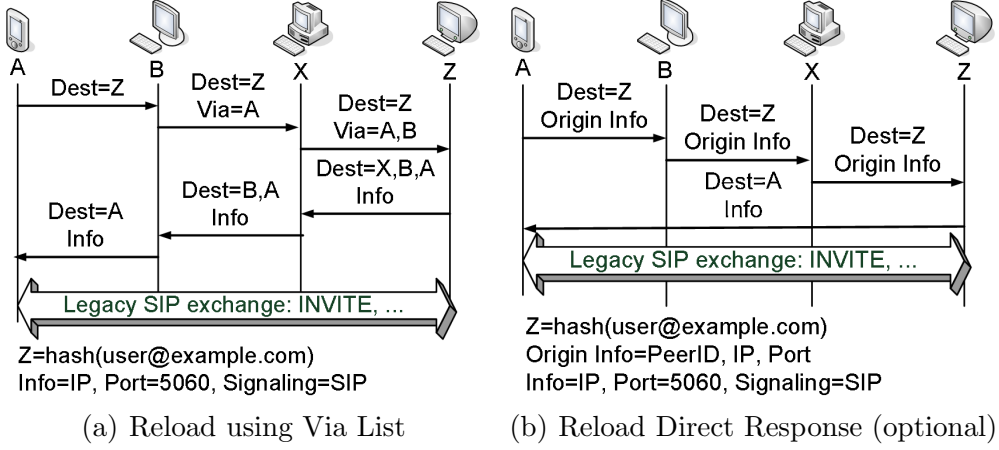 A
B
X
Z
Dest=Z
Dest=Z
Via=A
Dest=Z
Via=A,B
Dest=X,B,A
Info
Dest=B,A
Info
Dest=A
Info
Legacy SIP exchange: INVITE, ...
Z=hash(user@example.com)
Info=IP, Port=5060, Signaling=SIP
(a) Reload using Via List
A
B
X
Z
Dest=Z
Origin Info
Dest=Z
Origin Info
Dest=Z
Origin Info
Dest=A
Info
Legacy SIP exchange: INVITE, ...
Z=hash(user@example.com)
Origin Info=PeerID, IP, Port
Info=IP, Port=5060, Signaling=SIP
(b) Reload Direct Response (optional)